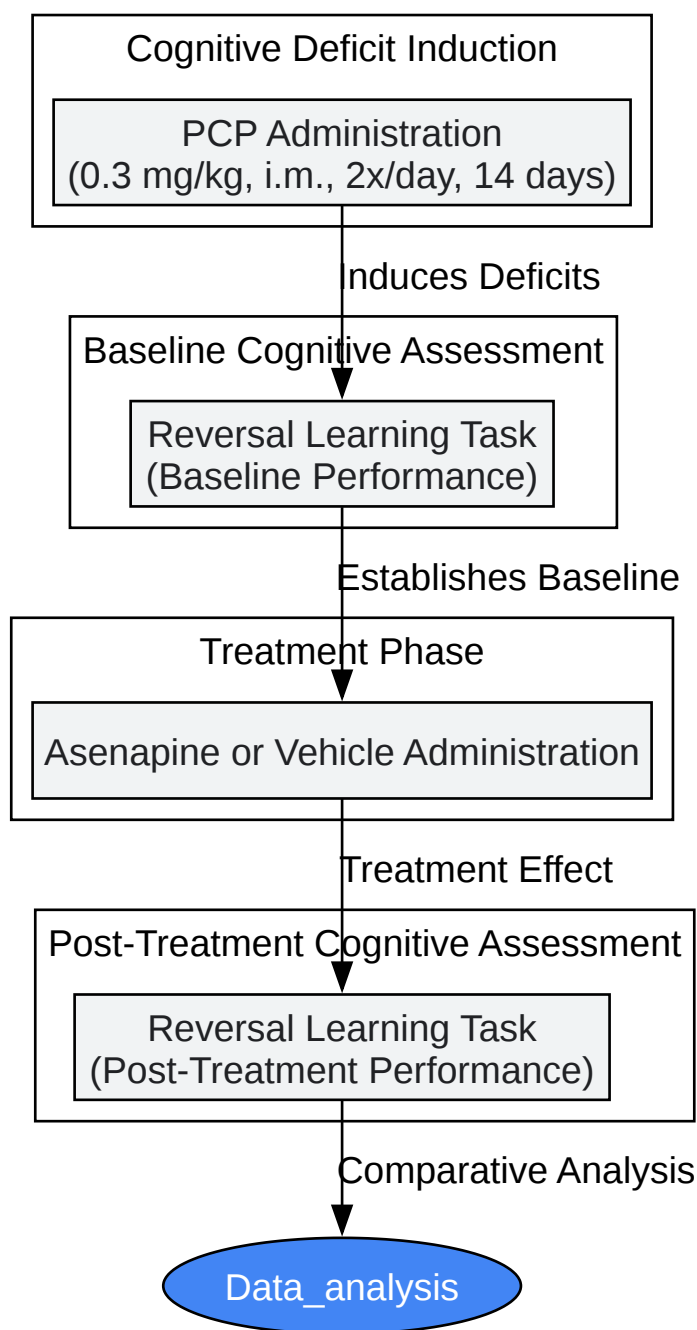 Cognitive Deficit Induction
PCP Administration
(0.3 mg/kg, i.m., 2x/day, 14 days)
Induces Deficits
Baseline Cognitive Assessment
Reversal Learning Task
(Baseline Performance)
Establishes Baseline
Treatment Phase
Asenapine or Vehicle Administration
Treatment Effect
Post-Treatment Cognitive Assessment
Reversal Learning Task
(Post-Treatment Performance)
Comparative Analysis
Data_analysis